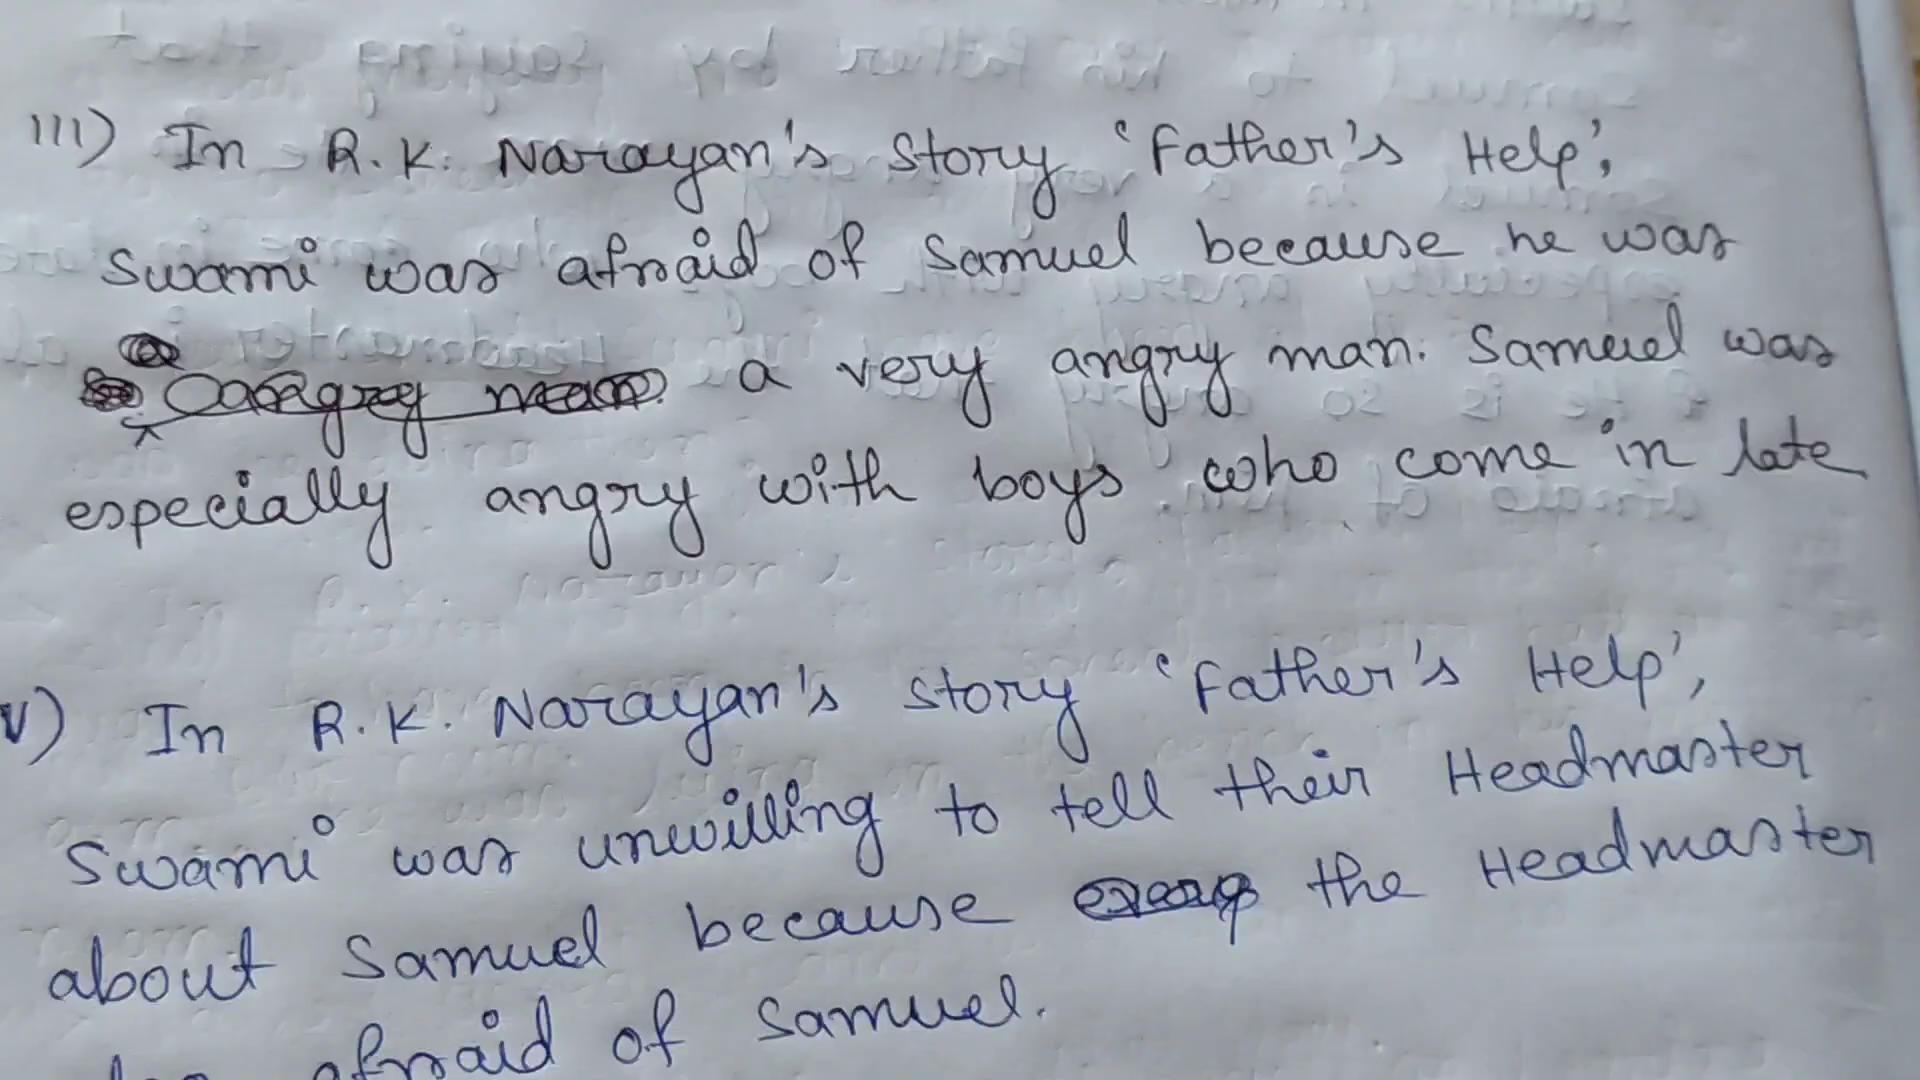 III) In R.K. Narayan's story 'Father's Help',
Swami was afraid of Samuel because he was
a very angry man. Samuel was
especially angry with boys who come in late
V) In R.K. Narayan's story 'Father's Help',
Swami was unwilling to tell their Headmaster
about Samuel because the Headmaster
afraid of Samuel.